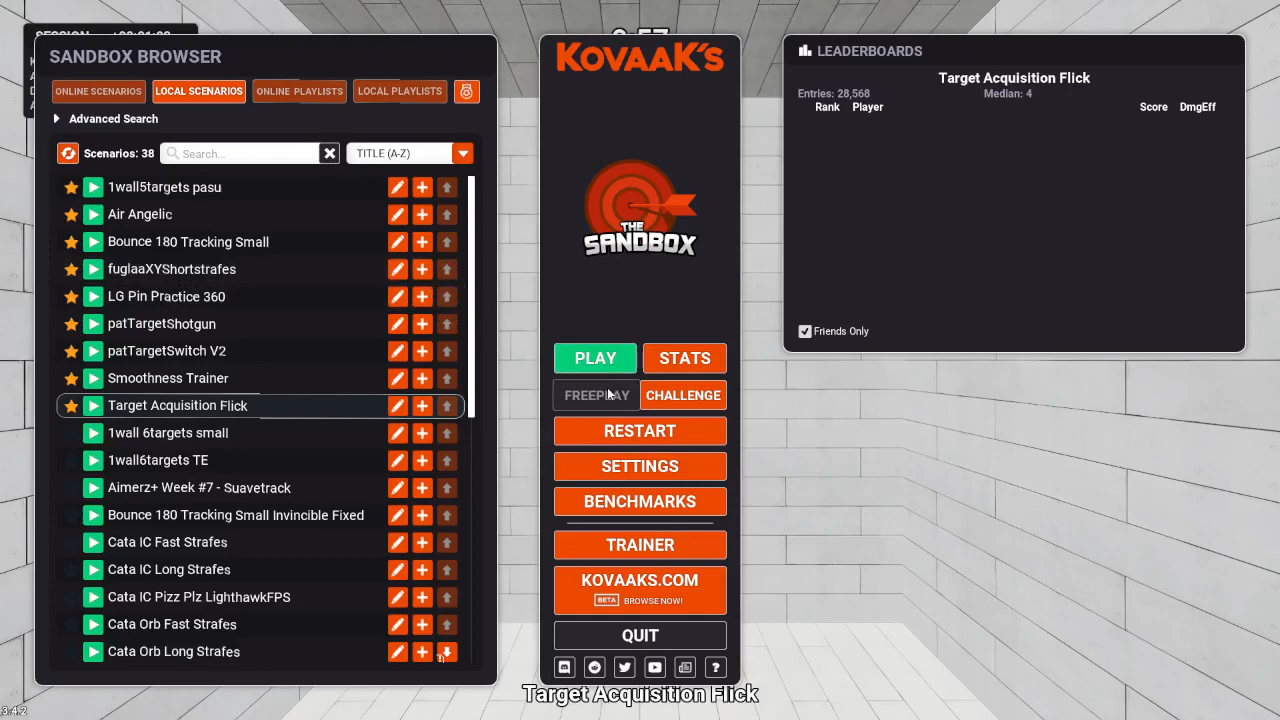 SANDBOX BROWSER
ONLINE SCENARIOS
LOCAL SCENARIOS
ONLINE PLAYLISTS
LOCAL PLAYLISTS
Advanced Search
Scenarios: 38
Search...
TITLE (A-Z)
1wall5targets pasu
Air Angelic
Bounce 180 Tracking Small
fuglaaXYShortstrafes
LG Pin Practice 360
patTargetShotgun
patTargetSwitch V2
Smoothness Trainer
Target Acquisition Flick
1wall 6targets small
1wall6targets TE
Aimerz+ Week #7 - Suavetrack
Bounce 180 Tracking Small Invincible Fixed
Cata IC Fast Strafes
Cata IC Long Strafes
Cata IC Pizz Plz LighthawkFPS
Cata Orb Fast Strafes
Cata Orb Long Strafes
3.4.2
KOVAAK'S
THE
SANDBOX
PLAY
STATS
FREEPLAY
CHALLENGE
RESTART
SETTINGS
BENCHMARKS
TRAINER
KOVAAKS.COM
BETA BROWSE NOW!
QUIT
?
Target Acquisition Flick
LEADERBOARDS
Target Acquisition Flick
Entries: 28,568
Median: 4
Rank Player Score DmgEff
Friends Only